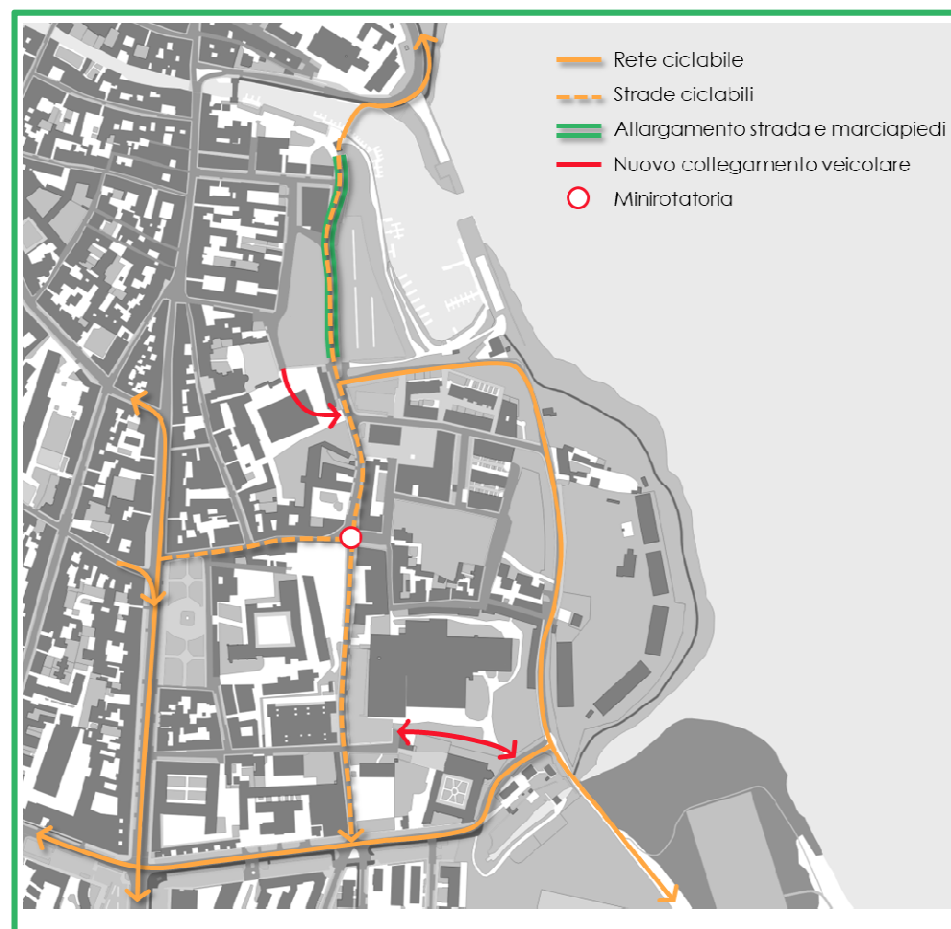 Rete ciclabile
Strade ciclabili
Allargamento strada e marciapiedi
Nuovo collegamento veicolare
Minirotatoria